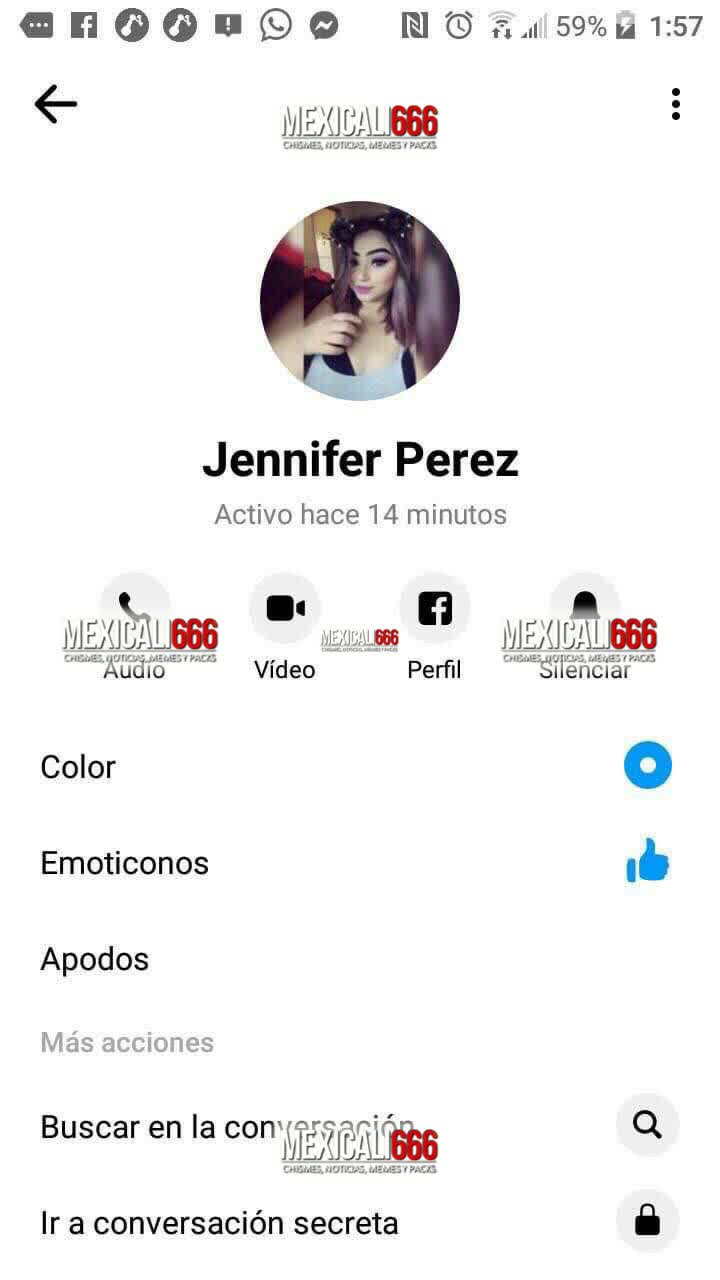 59% 1:57
MEXICALI666
CHISMES, NOTICIAS, MEMES Y PACKS
Jennifer Perez
Activo hace 14 minutos
MEXICALI666
CHISMES, NOTICIAS, MEMES Y PACKS
MEXICALI666
CHISMES, NOTICIAS, MEMES Y PACKS
MEXICALI666
CHISMES, NOTICIAS, MEMES Y PACKS
Audio
Vídeo
Perfil
Silenciar
Color
Emoticonos
Apodos
Más acciones
Buscar en la conversación
MEXICALI666
CHISMES, NOTICIAS, MEMES Y PACKS
Ir a conversación secreta